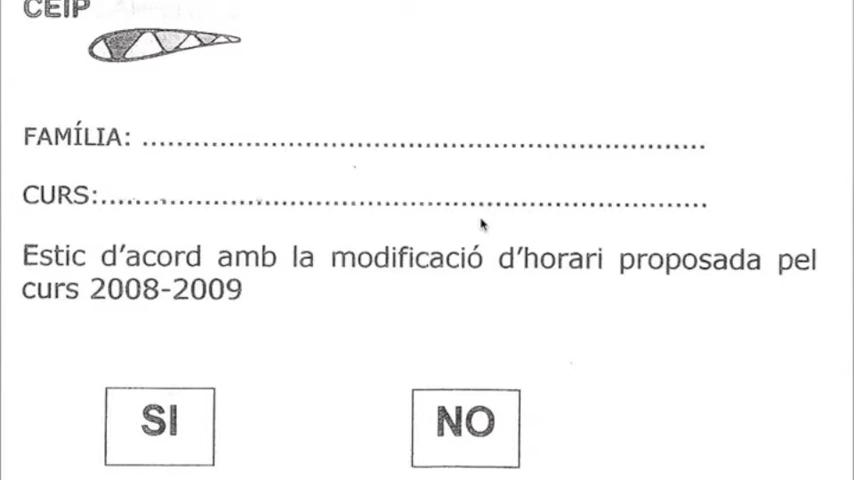 CEIP
FAMÍLIA: ..........................................................................
CURS:..............................................................................
Estic d'acord amb la modificació d'horari proposada pel
curs 2008-2009
SI
NO